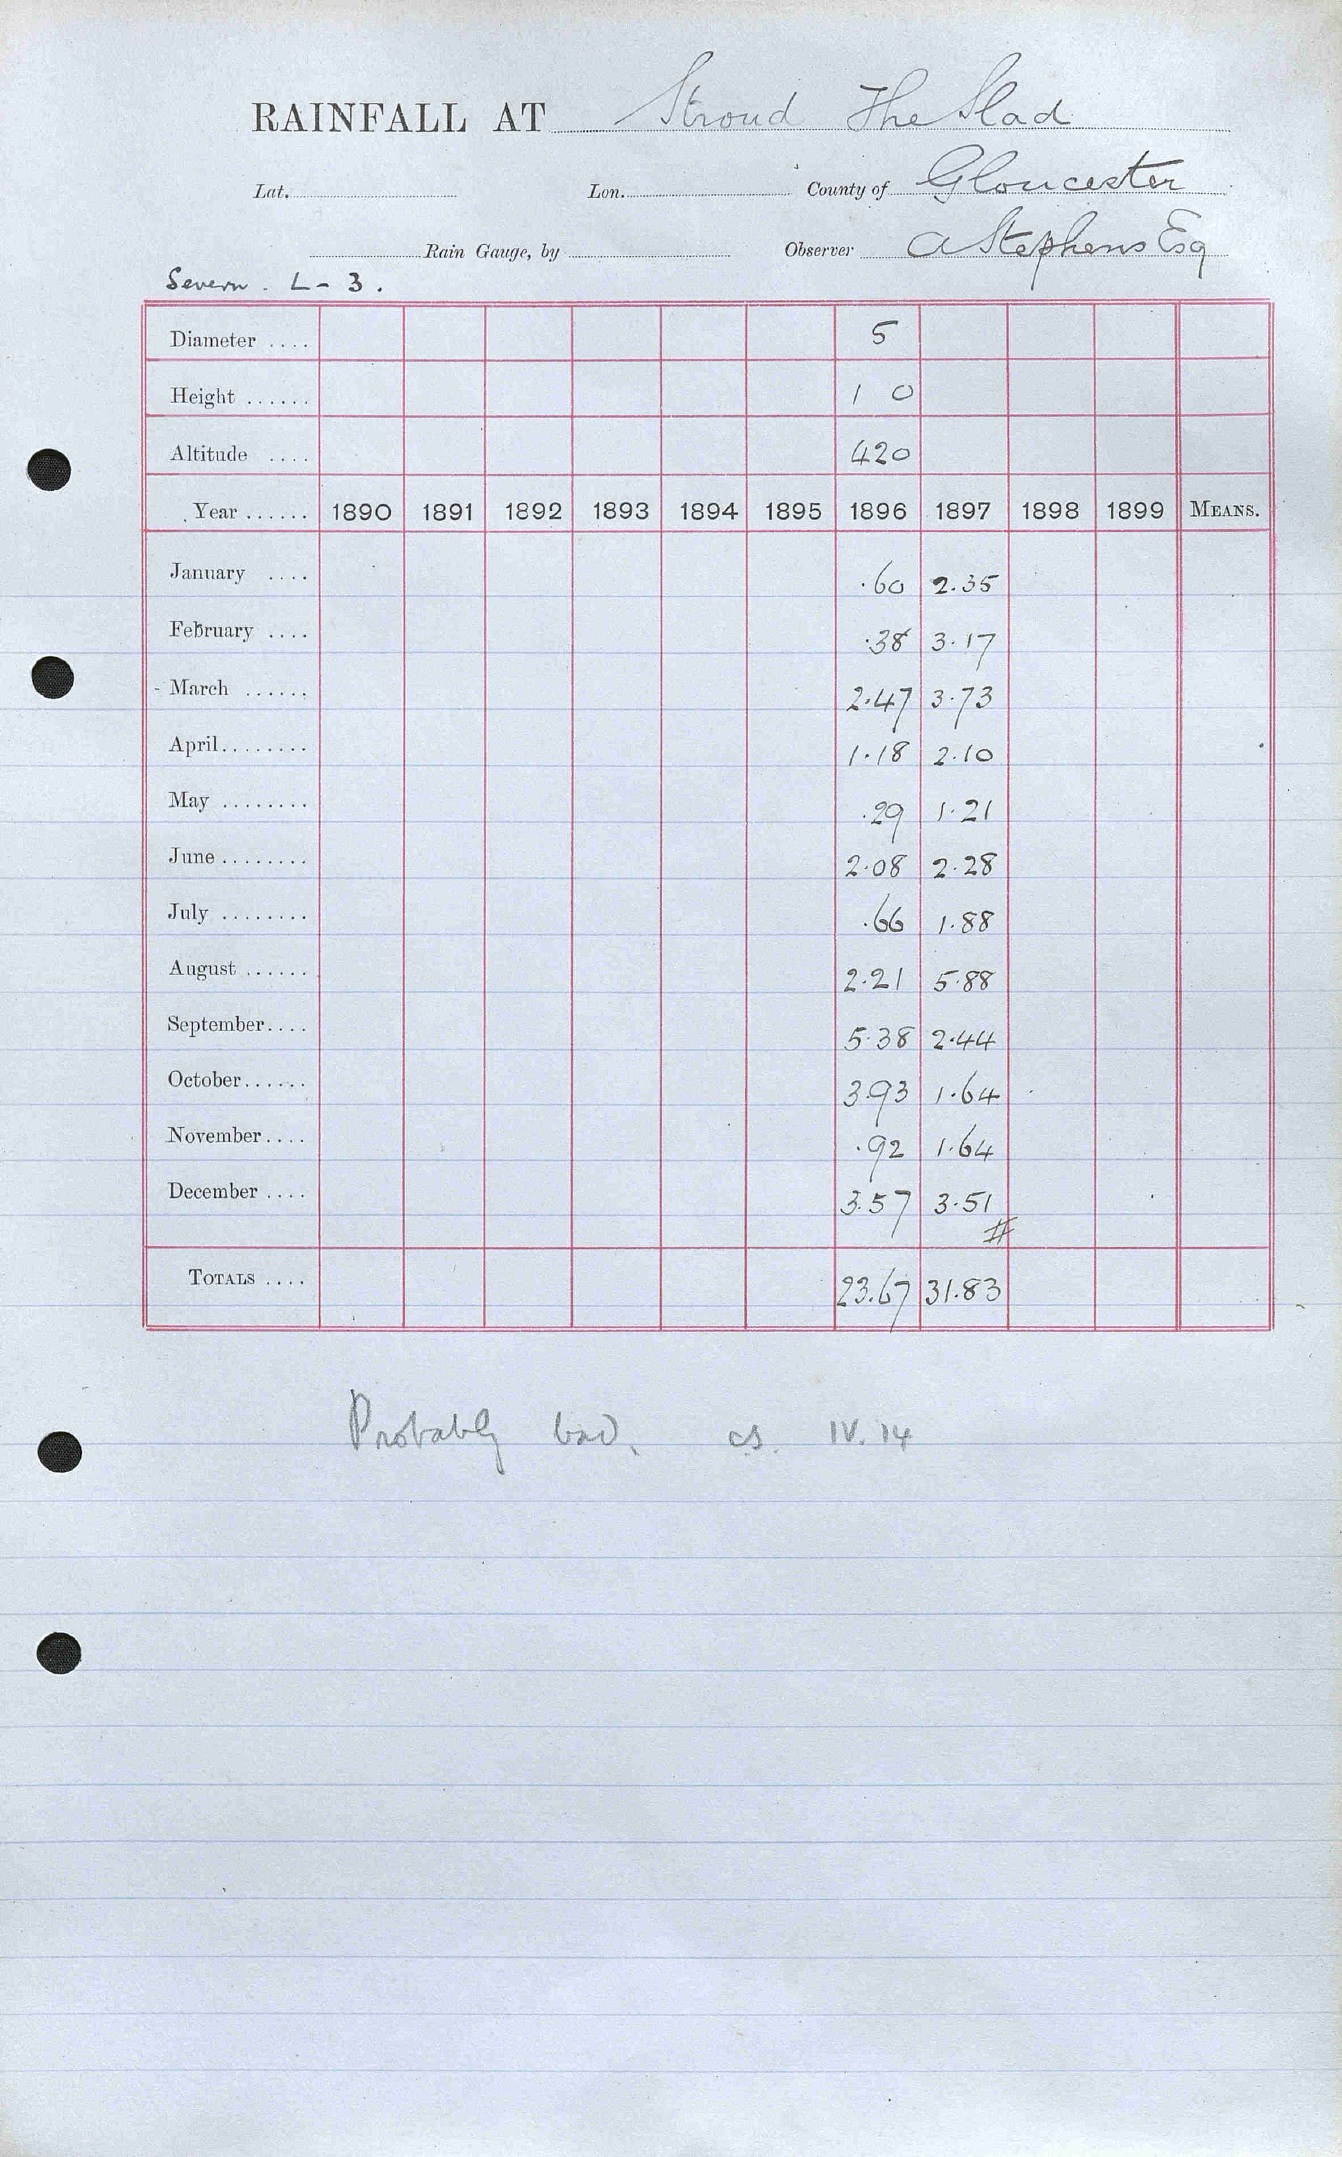 RAINFALL AT Stroud The Slad
Lat. Lon. County of Gloucester
Rain Gauge, by Observer A Stephens Esq
Severn. L - 3.
Diameter .... 5
Height ...... 1 0
Altitude .... 420
Year ...... 1890 1891 1892 1893 1894 1895 1896 1897 1898 1899 MEANS.
January .... .60 2.35
February .... .38 3.17
March ...... 2.47 3.73
April........ 1.18 2.10
May ........ .29 1.21
June ........ 2.08 2.28
July ........ .66 1.88
August ...... 2.21 5.88
September.... 5.38 2.44
October...... 3.93 1.64
November.... .92 1.64
December .... 3.57 3.51
#
TOTALS .... 23.67 31.83
Probably bad. cs. IV. 14